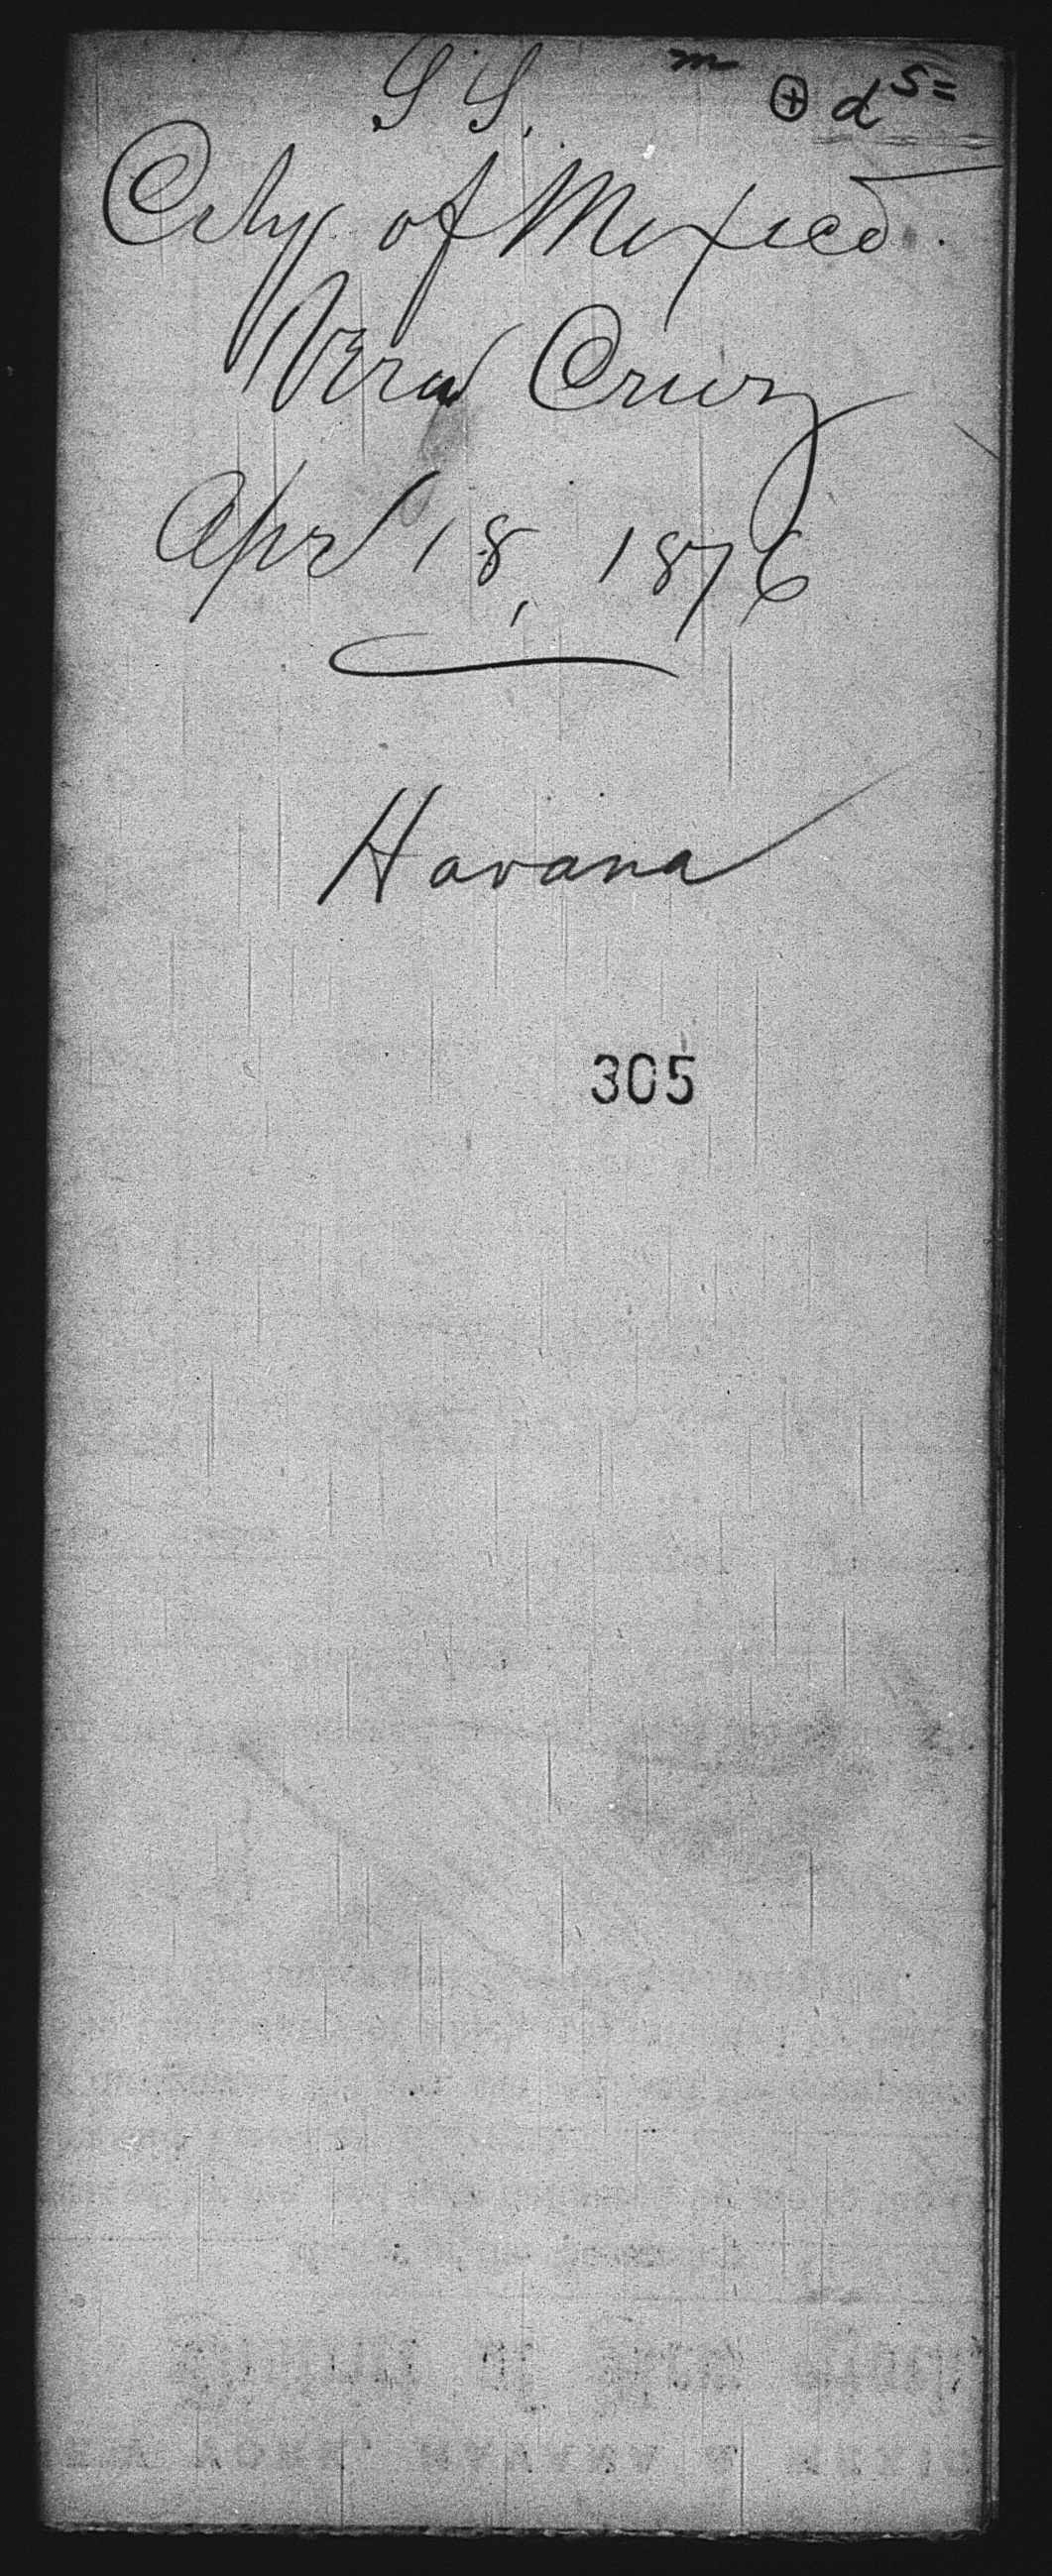 S S. m ⊕ d S=
City of Mexico.
Vera Cruz
Apr 18, 1876
Havana
305